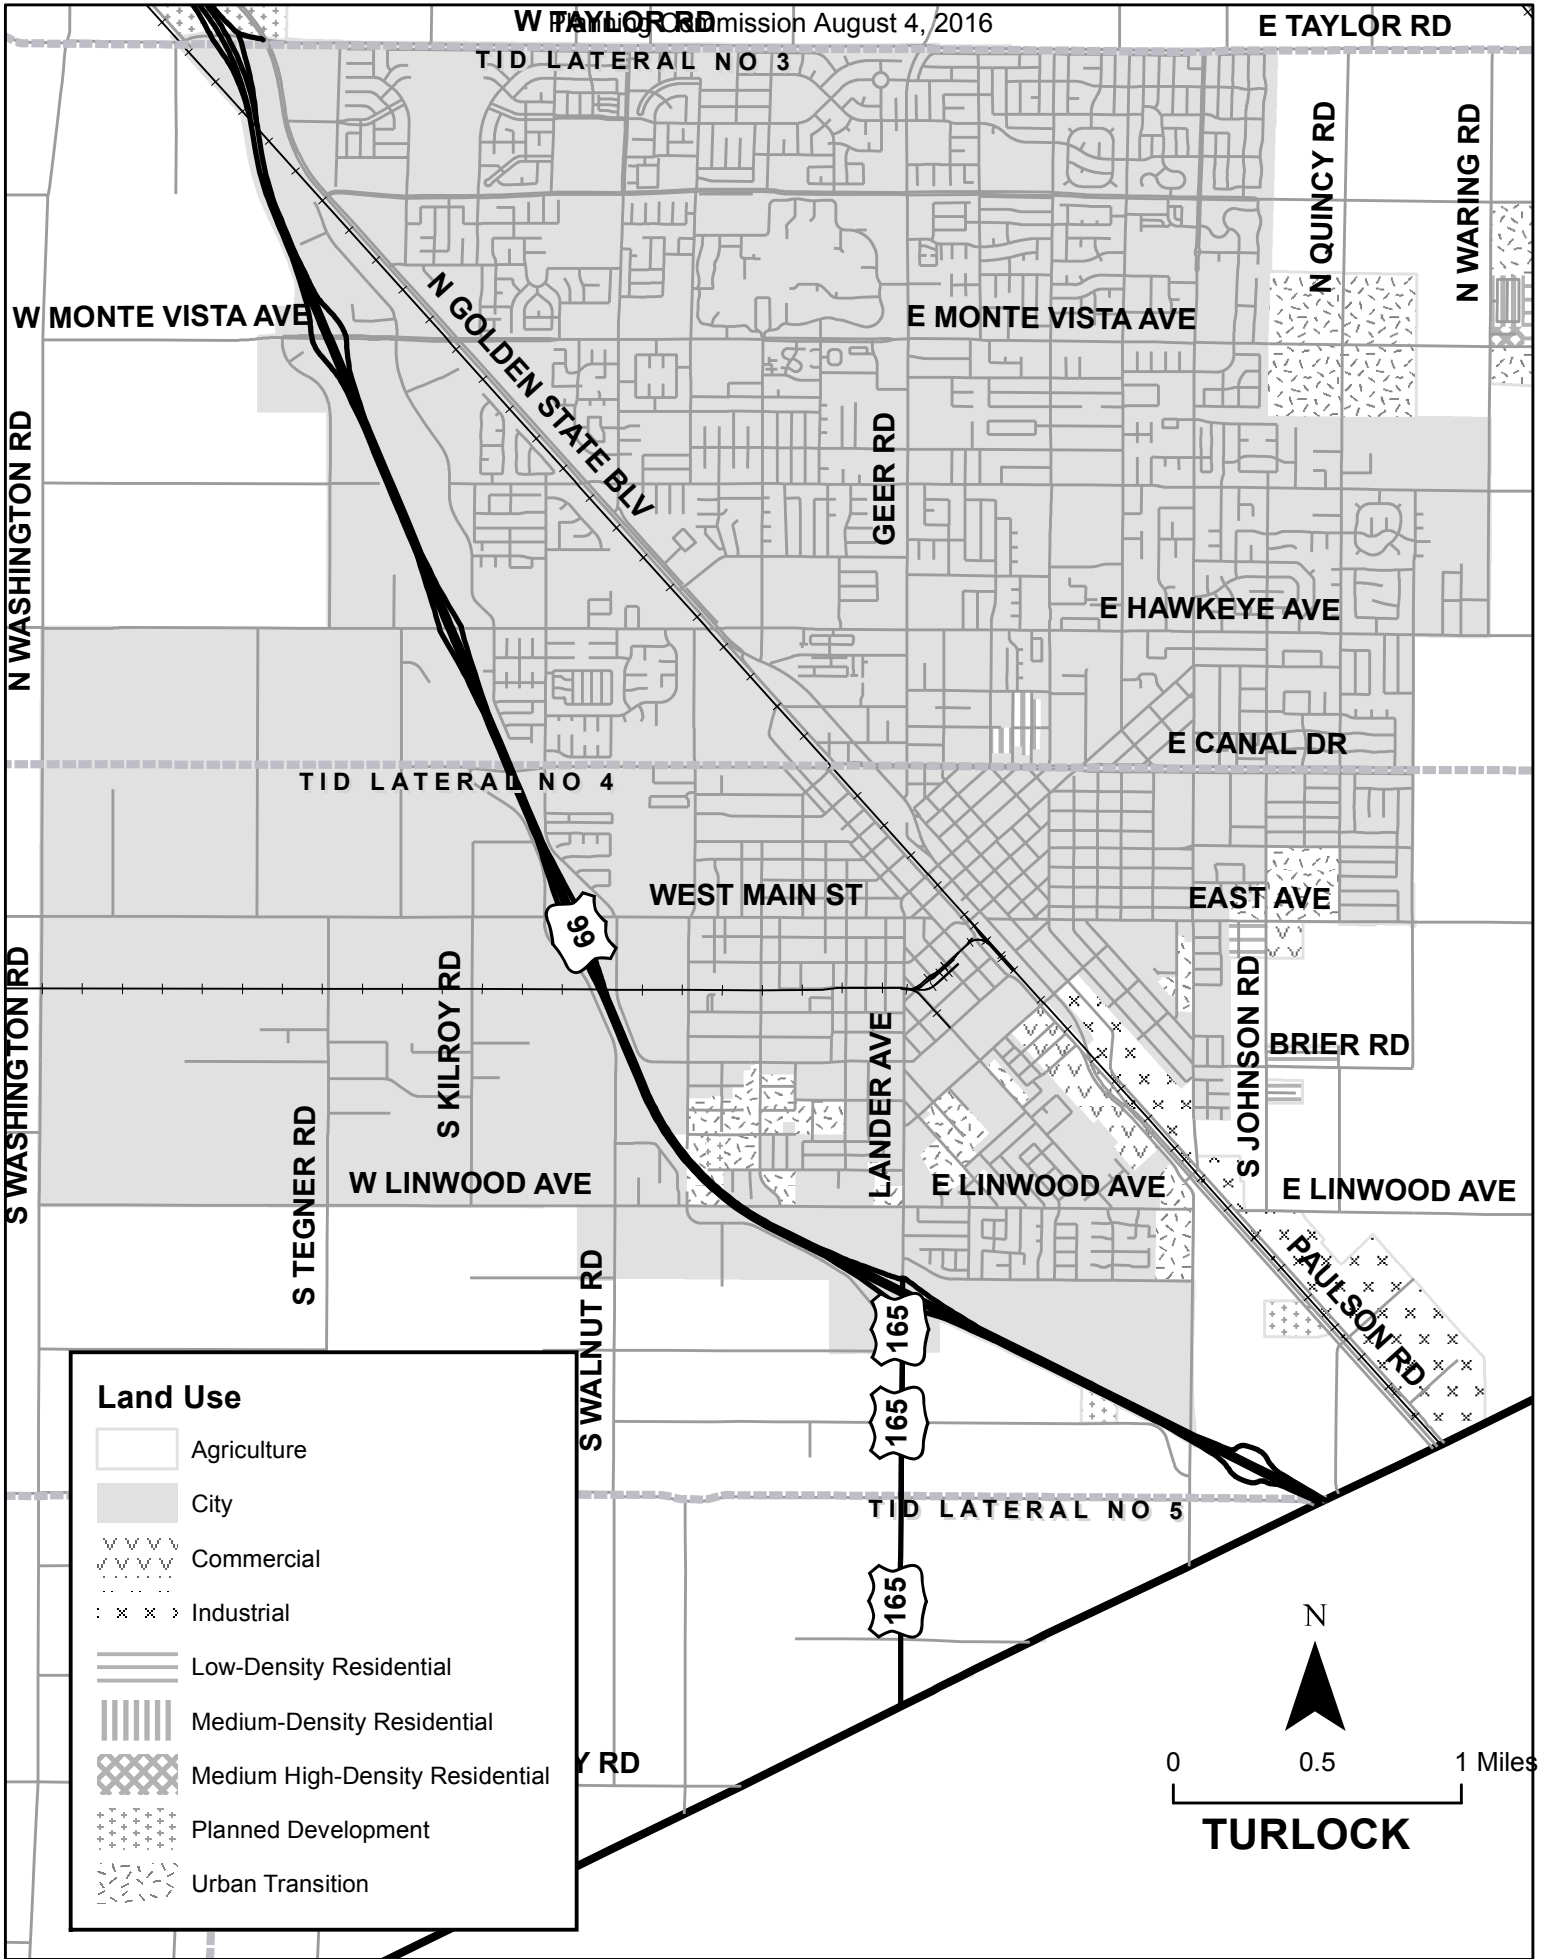 W TAYLOR RD
Planning Commission August 4, 2016
E TAYLOR RD
TID LATERAL NO 3
N QUINCY RD
N WARING RD
W MONTE VISTA AVE
N GOLDEN STATE BLV
E MONTE VISTA AVE
N WASHINGTON RD
GEER RD
E HAWKEYE AVE
E CANAL DR
TID LATERAL NO 4
WEST MAIN ST
EAST AVE
99
S WASHINGTON RD
S KILROY RD
LANDER AVE
S JOHNSON RD
BRIER RD
S TEGNER RD
W LINWOOD AVE
E LINWOOD AVE
E LINWOOD AVE
S WALNUT RD
PAULSON RD
165
165
TID LATERAL NO 5
165
Y RD
Land Use
Agriculture
City
Commercial
Industrial
Low-Density Residential
Medium-Density Residential
Medium High-Density Residential
Planned Development
Urban Transition
N
0 0.5 1 Miles
TURLOCK